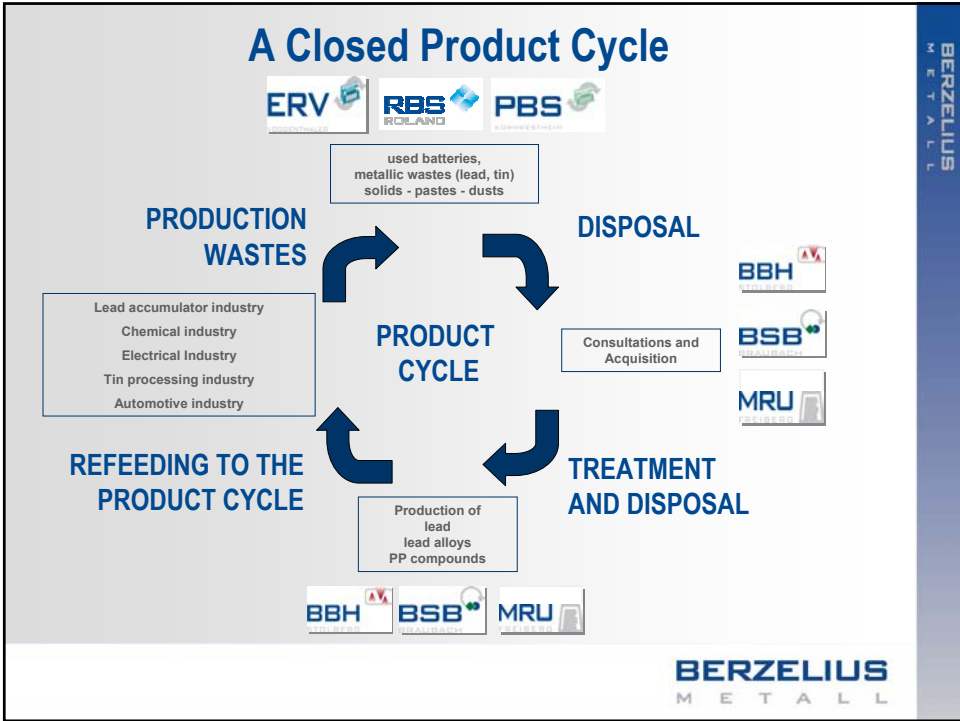 A Closed Product Cycle
ERV
RBS
ROLAND
PBS
used batteries,
metallic wastes (lead, tin)
solids - pastes - dusts
PRODUCTION
WASTES
DISPOSAL
BBH
STOLBERG
BSB
BRAUBACH
MRU
FREIBERG
Lead accumulator industry
Chemical industry
Electrical Industry
Tin processing industry
Automotive industry
PRODUCT
CYCLE
Consultations and
Acquisition
REFEEDING TO THE
PRODUCT CYCLE
TREATMENT
AND DISPOSAL
Production of
lead
lead alloys
PP compounds
BBH
STOLBERG
BSB
BRAUBACH
MRU
FREIBERG
BERZELIUS
METALL
BERZELIUS
METALL